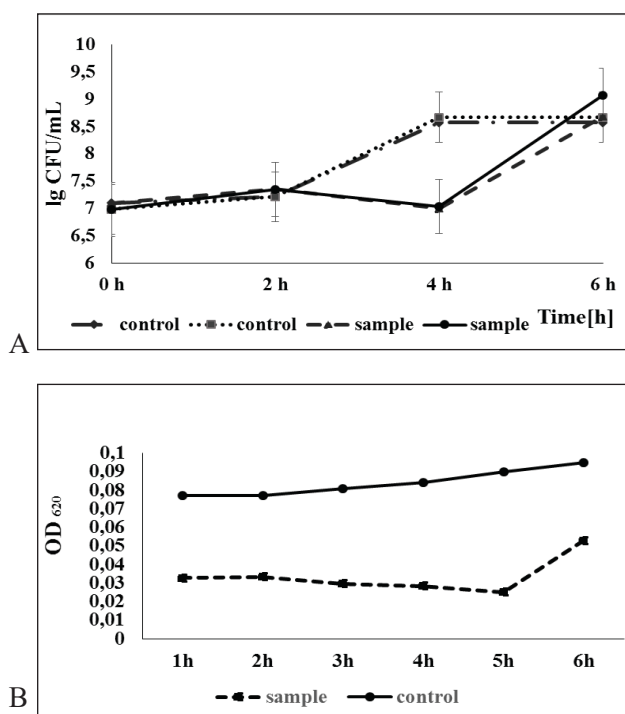 10
9,5
9
8,5
8
7,5
7
6,5
6
lg CFU/mL
0 h 2 h 4 h 6 h
Time[h]
control control sample sample
A
0,1
0,09
0,08
0,07
0,06
0,05
0,04
0,03
0,02
0,01
0
OD 620
1h 2h 3h 4h 5h 6h
sample control
B